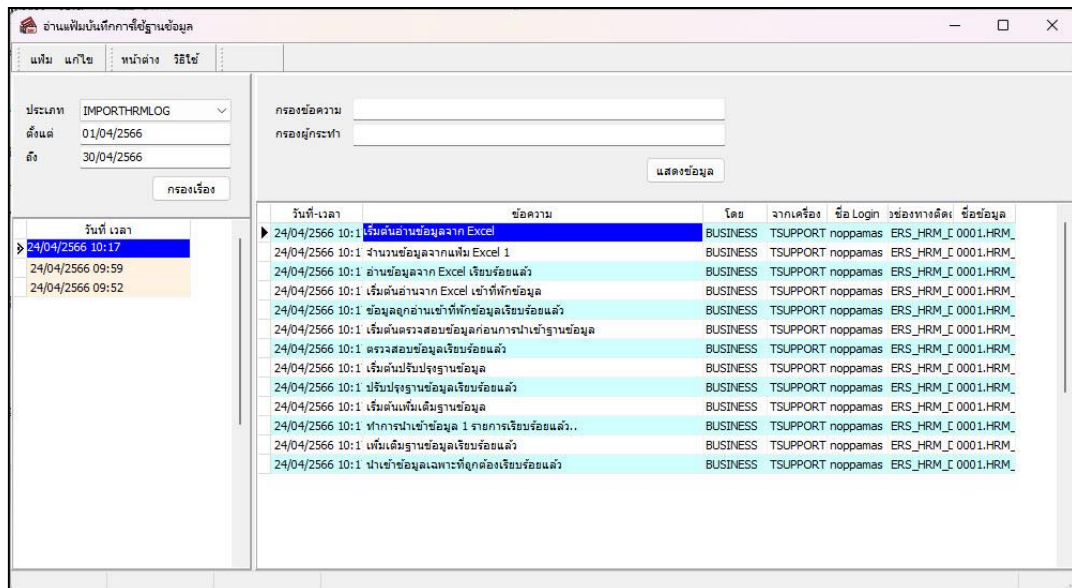 อ่านแฟ้มบันทึกการใช้ฐานข้อมูล
แฟ้ม แก้ไข หน้าต่าง วิธีใช้
ประเภท IMPORTHRMLOG
ตั้งแต่ 01/04/2566
ถึง 30/04/2566
กรองเรื่อง
กรองข้อความ
กรองผู้กระทำ
แสดงข้อมูล
วันที่ เวลา
24/04/2566 10:17
24/04/2566 09:59
24/04/2566 09:52
วันที่-เวลา ข้อความ โดย จากเครื่อง ชื่อ Login ชื่อข้อมูล
24/04/2566 10:1 เริ่มต้นอ่านข้อมูลจาก Excel BUSINESS TSUPPORT noppamas ERS_HRM_ 0001.HRM_
24/04/2566 10:1 จำนวนข้อมูลจากแฟ้ม Excel 1 BUSINESS TSUPPORT noppamas ERS_HRM_ 0001.HRM_
24/04/2566 10:1 อ่านข้อมูลจาก Excel เรียบร้อยแล้ว BUSINESS TSUPPORT noppamas ERS_HRM_ 0001.HRM_
24/04/2566 10:1 เริ่มต้นอ่านจาก Excel เข้าที่พักข้อมูล BUSINESS TSUPPORT noppamas ERS_HRM_ 0001.HRM_
24/04/2566 10:1 ข้อมูลถูกอ่านเข้าที่พักข้อมูลเรียบร้อยแล้ว BUSINESS TSUPPORT noppamas ERS_HRM_ 0001.HRM_
24/04/2566 10:1 เริ่มต้นตรวจสอบข้อมูลก่อนการนำเข้าฐานข้อมูล BUSINESS TSUPPORT noppamas ERS_HRM_ 0001.HRM_
24/04/2566 10:1 ตรวจสอบข้อมูลเรียบร้อยแล้ว BUSINESS TSUPPORT noppamas ERS_HRM_ 0001.HRM_
24/04/2566 10:1 เริ่มต้นปรับปรุงฐานข้อมูล BUSINESS TSUPPORT noppamas ERS_HRM_ 0001.HRM_
24/04/2566 10:1 ปรับปรุงฐานข้อมูลเรียบร้อยแล้ว BUSINESS TSUPPORT noppamas ERS_HRM_ 0001.HRM_
24/04/2566 10:1 เริ่มต้นเพิ่มเติมฐานข้อมูล BUSINESS TSUPPORT noppamas ERS_HRM_ 0001.HRM_
24/04/2566 10:1 ทำการนำเข้าข้อมูล 1 รายการเรียบร้อยแล้ว.. BUSINESS TSUPPORT noppamas ERS_HRM_ 0001.HRM_
24/04/2566 10:1 เพิ่มเติมฐานข้อมูลเรียบร้อยแล้ว BUSINESS TSUPPORT noppamas ERS_HRM_ 0001.HRM_
24/04/2566 10:1 นำเข้าข้อมูลเฉพาะที่ถูกต้องเรียบร้อยแล้ว BUSINESS TSUPPORT noppamas ERS_HRM_ 0001.HRM_